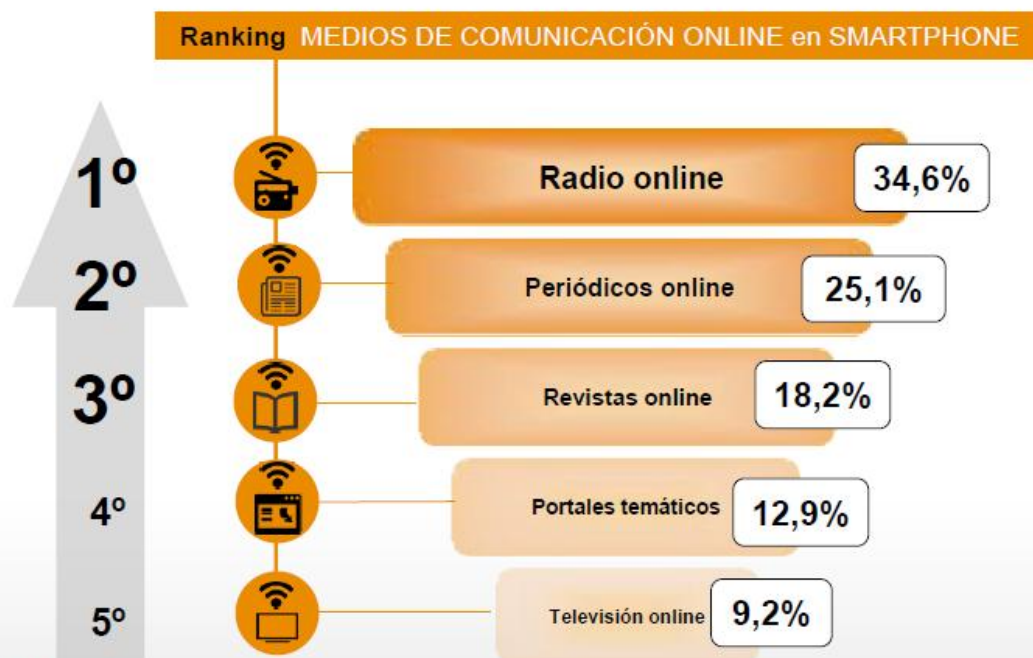 Ranking MEDIOS DE COMUNICACIÓN ONLINE en SMARTPHONE
1º Radio online 34,6%
2º Periódicos online 25,1%
3º Revistas online 18,2%
4º Portales temáticos 12,9%
5º Televisión online 9,2%